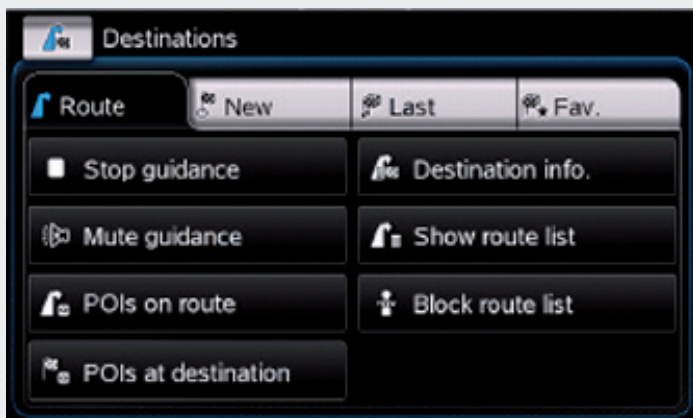 Destinations
Route New Last Fav.
Stop guidance Destination info.
Mute guidance Show route list
POIs on route Block route list
POIs at destination